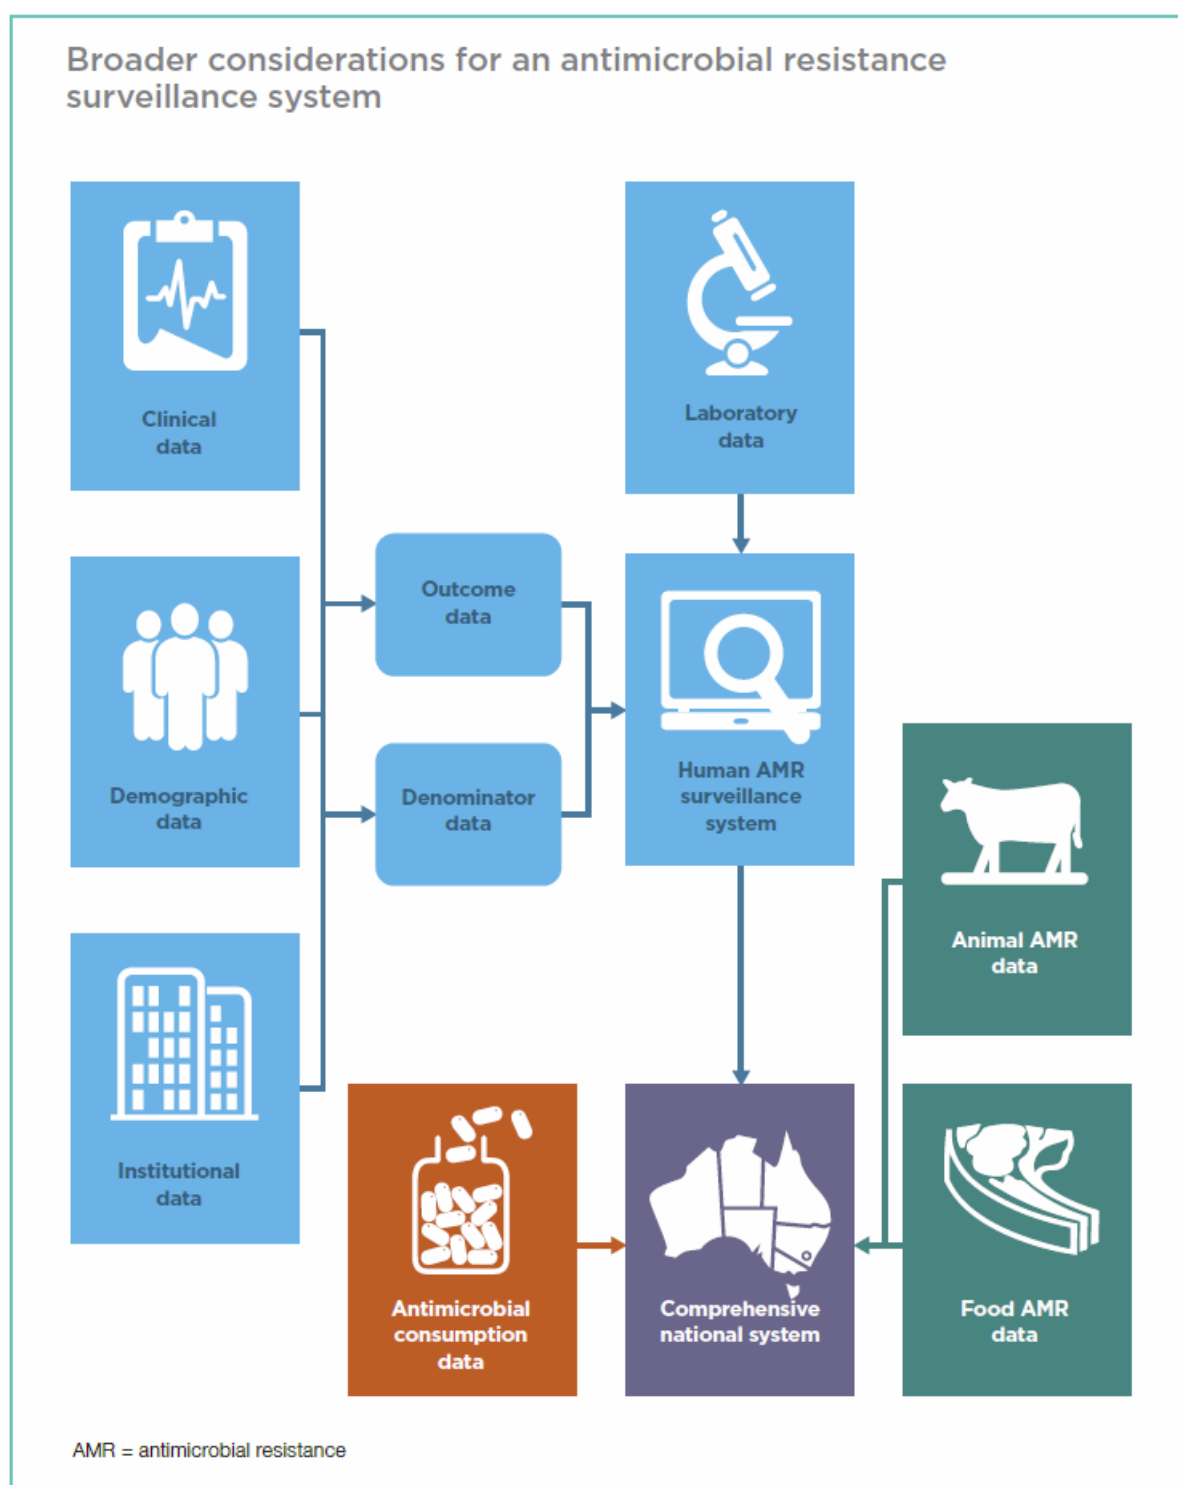 Broader considerations for an antimicrobial resistance
surveillance system
Clinical
data
Laboratory
data
Outcome
data
Demographic
data
Denominator
data
Human AMR
surveillance
system
Animal AMR
data
Institutional
data
Antimicrobial
consumption
data
Comprehensive
national system
Food AMR
data
AMR = antimicrobial resistance